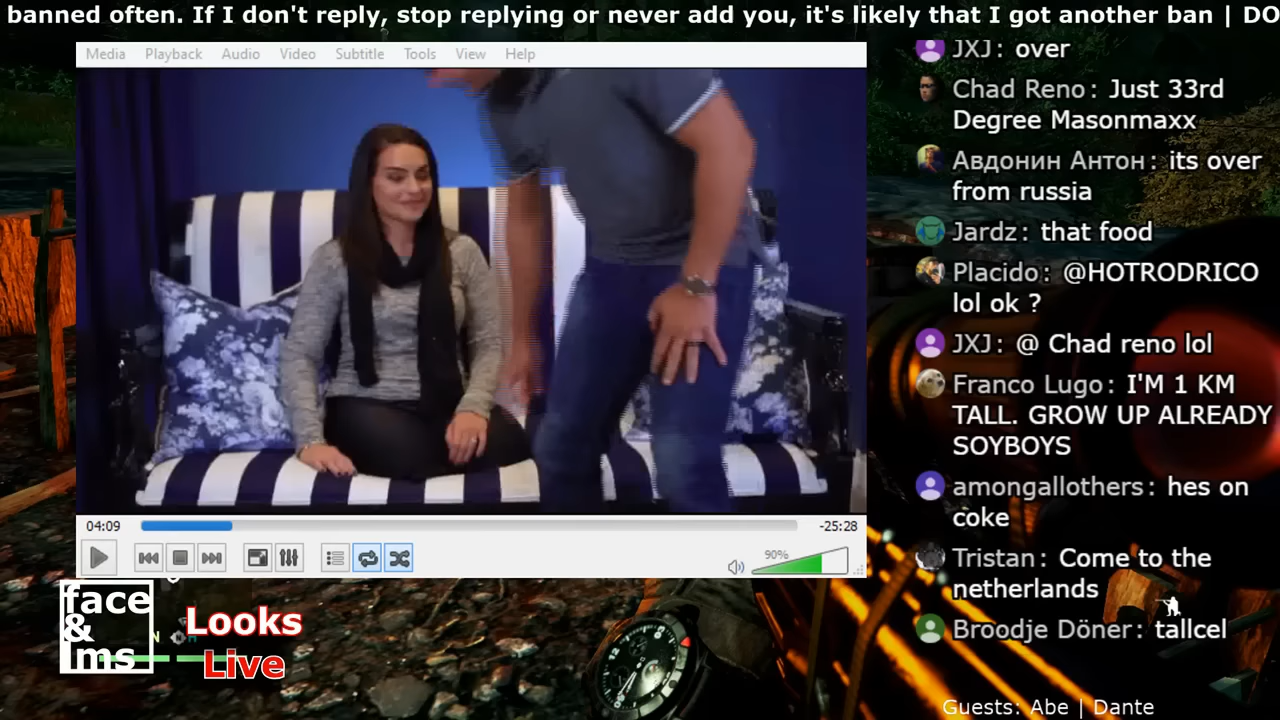 banned often. If I don't reply, stop replying or never add you, it's likely that I got another ban | DO
Media Playback Audio Video Subtitle Tools View Help
04:09
-25:28
90%
face
&
lms
Looks
Live
JXJ: over
Chad Reno: Just 33rd
Degree Masonmaxx
Авдонин Антон: its over
from russia
Jardz: that food
Placido: @HOTRODRICO
lol ok ?
JXJ: @ Chad reno lol
Franco Lugo: I'M 1 KM
TALL. GROW UP ALREADY
SOYBOYS
amongallothers: hes on
coke
Tristan: Come to the
netherlands
Broodje Döner: tallcel
Guests: Abe | Dante